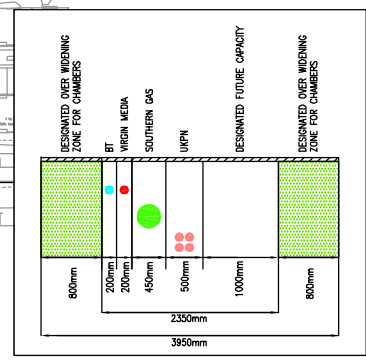 DESIGNATED OVER WIDENING
ZONE FOR CHAMBERS
BT
VIRGIN MEDIA
SOUTHERN GAS
UKPN
DESIGNATED FUTURE CAPACITY
DESIGNATED OVER WIDENING
ZONE FOR CHAMBERS
800mm
200mm
200mm
450mm
500mm
1000mm
800mm
2350mm
3950mm